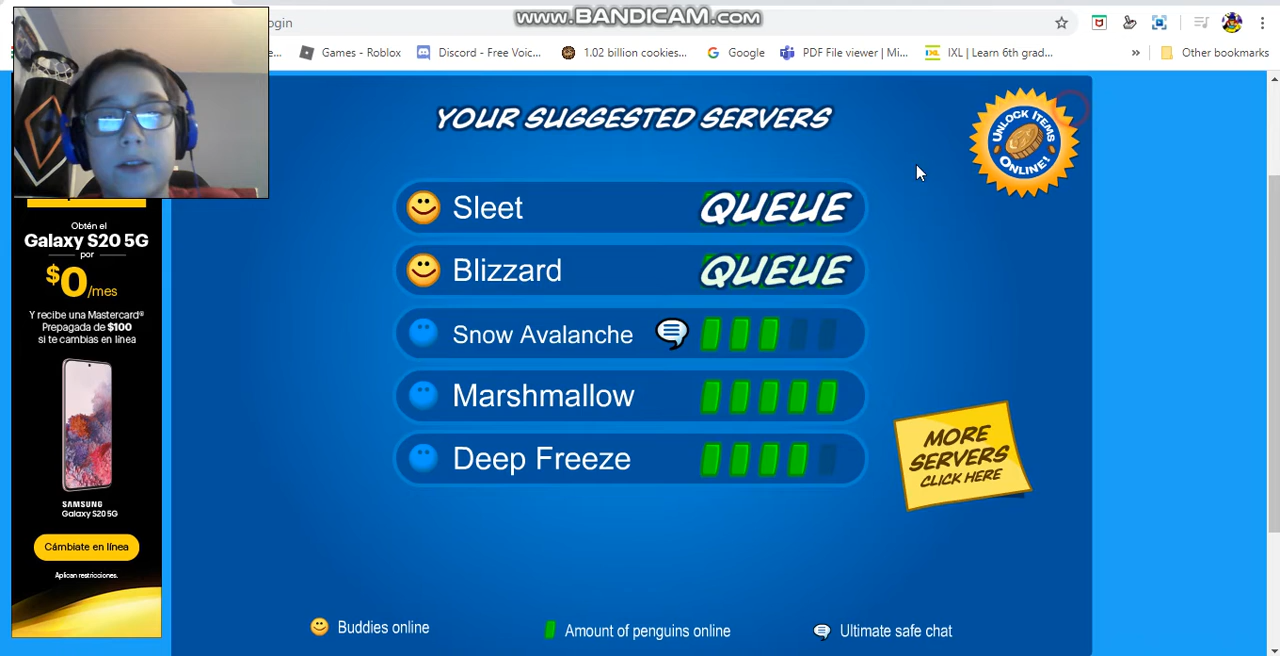 www.BANDICAM.com
ogin
e...
Games - Roblox
Discord - Free Voic...
1.02 billion cookies...
Google
PDF File viewer | Mi...
IXL | Learn 6th grad...
»
Other bookmarks
YOUR SUGGESTED SERVERS
UNLOCK ITEMS
ONLINE!
Sleet QUEUE
Blizzard QUEUE
Snow Avalanche
Marshmallow
Deep Freeze
MORE
SERVERS
CLICK HERE
Buddies online
Amount of penguins online
Ultimate safe chat
Obtén el
Galaxy S20 5G
por
$0/mes
Y recibe una Mastercard®
Prepagada de $100
si te cambias en línea
SAMSUNG
Galaxy S20 5G
Cámbiate en línea
Aplican restricciones.